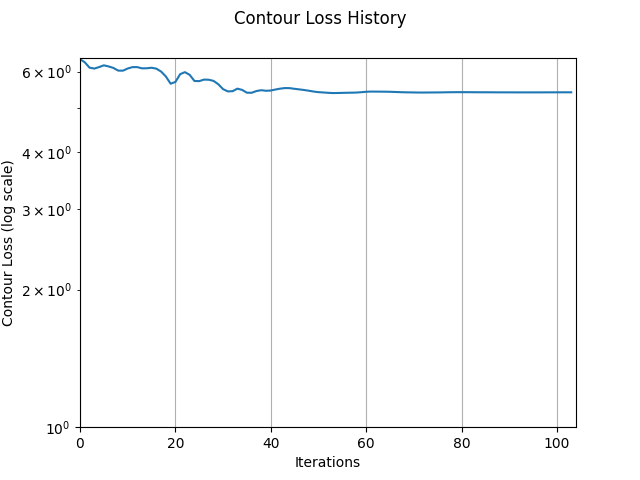 Contour Loss History
6 × 10⁰
4 × 10⁰
3 × 10⁰
2 × 10⁰
10⁰
Contour Loss (log scale)
0 20 40 60 80 100
Iterations